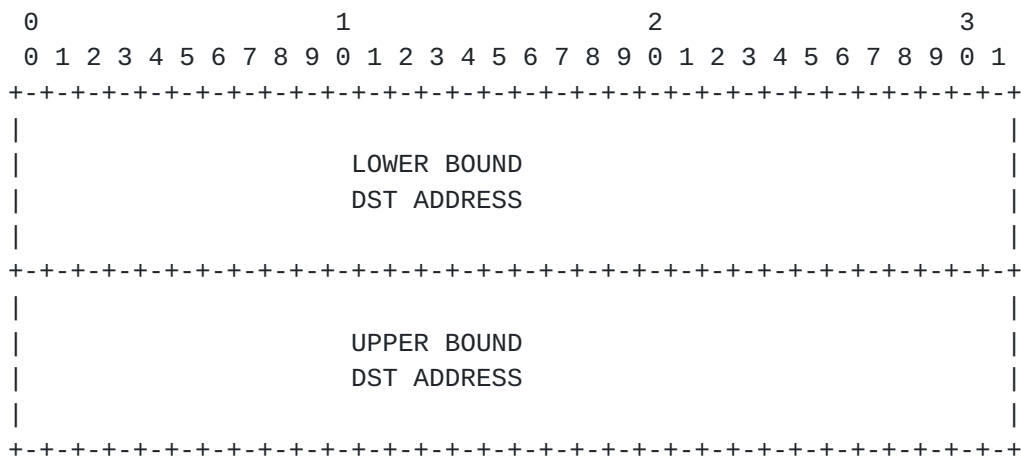 0                   1                   2                   3
 0 1 2 3 4 5 6 7 8 9 0 1 2 3 4 5 6 7 8 9 0 1 2 3 4 5 6 7 8 9 0 1
+-+-+-+-+-+-+-+-+-+-+-+-+-+-+-+-+-+-+-+-+-+-+-+-+-+-+-+-+-+-+-+-+
|                                                               |
|                     LOWER BOUND                               |
|                     DST ADDRESS                               |
|                                                               |
+-+-+-+-+-+-+-+-+-+-+-+-+-+-+-+-+-+-+-+-+-+-+-+-+-+-+-+-+-+-+-+-+
|                                                               |
|                     UPPER BOUND                               |
|                     DST ADDRESS                               |
|                                                               |
+-+-+-+-+-+-+-+-+-+-+-+-+-+-+-+-+-+-+-+-+-+-+-+-+-+-+-+-+-+-+-+-+